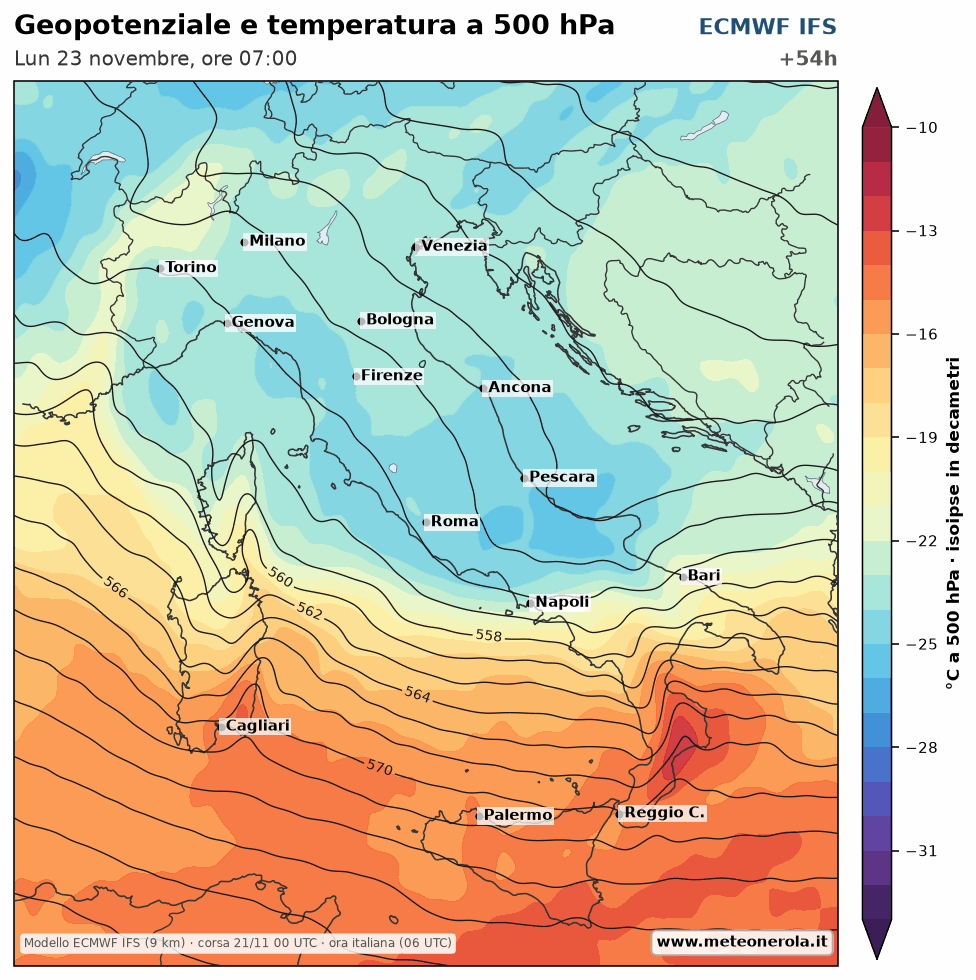 Geopotenziale e temperatura a 500 hPa
ECMWF IFS
Lun 23 novembre, ore 07:00
+54h
Milano
Venezia
Torino
Genova
Bologna
Firenze
Ancona
Pescara
Roma
Bari
Napoli
Cagliari
Palermo
Reggio C.
566
560
562
558
564
570
−10
−13
−16
−19
−22
−25
−28
−31
°C a 500 hPa · isoipse in decametri
Modello ECMWF IFS (9 km) · corsa 21/11 00 UTC · ora italiana (06 UTC)
www.meteonerola.it